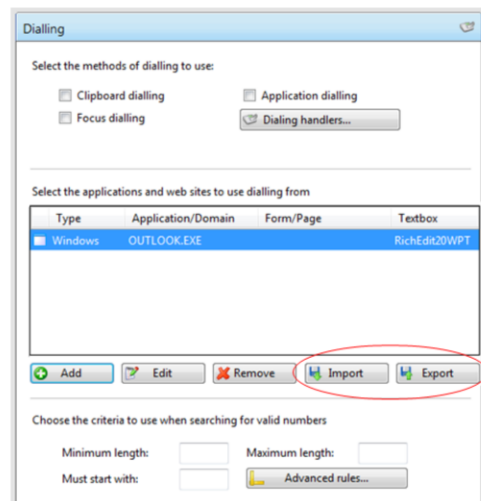 Dialling
Select the methods of dialling to use:
Clipboard dialling Application dialling
Focus dialling Dialing handlers...
Select the applications and web sites to use dialling from
Type Application/Domain Form/Page Textbox
Windows OUTLOOK.EXE RichEdit20WPT
Add Edit Remove Import Export
Choose the criteria to use when searching for valid numbers
Minimum length: Maximum length:
Must start with: Advanced rules...